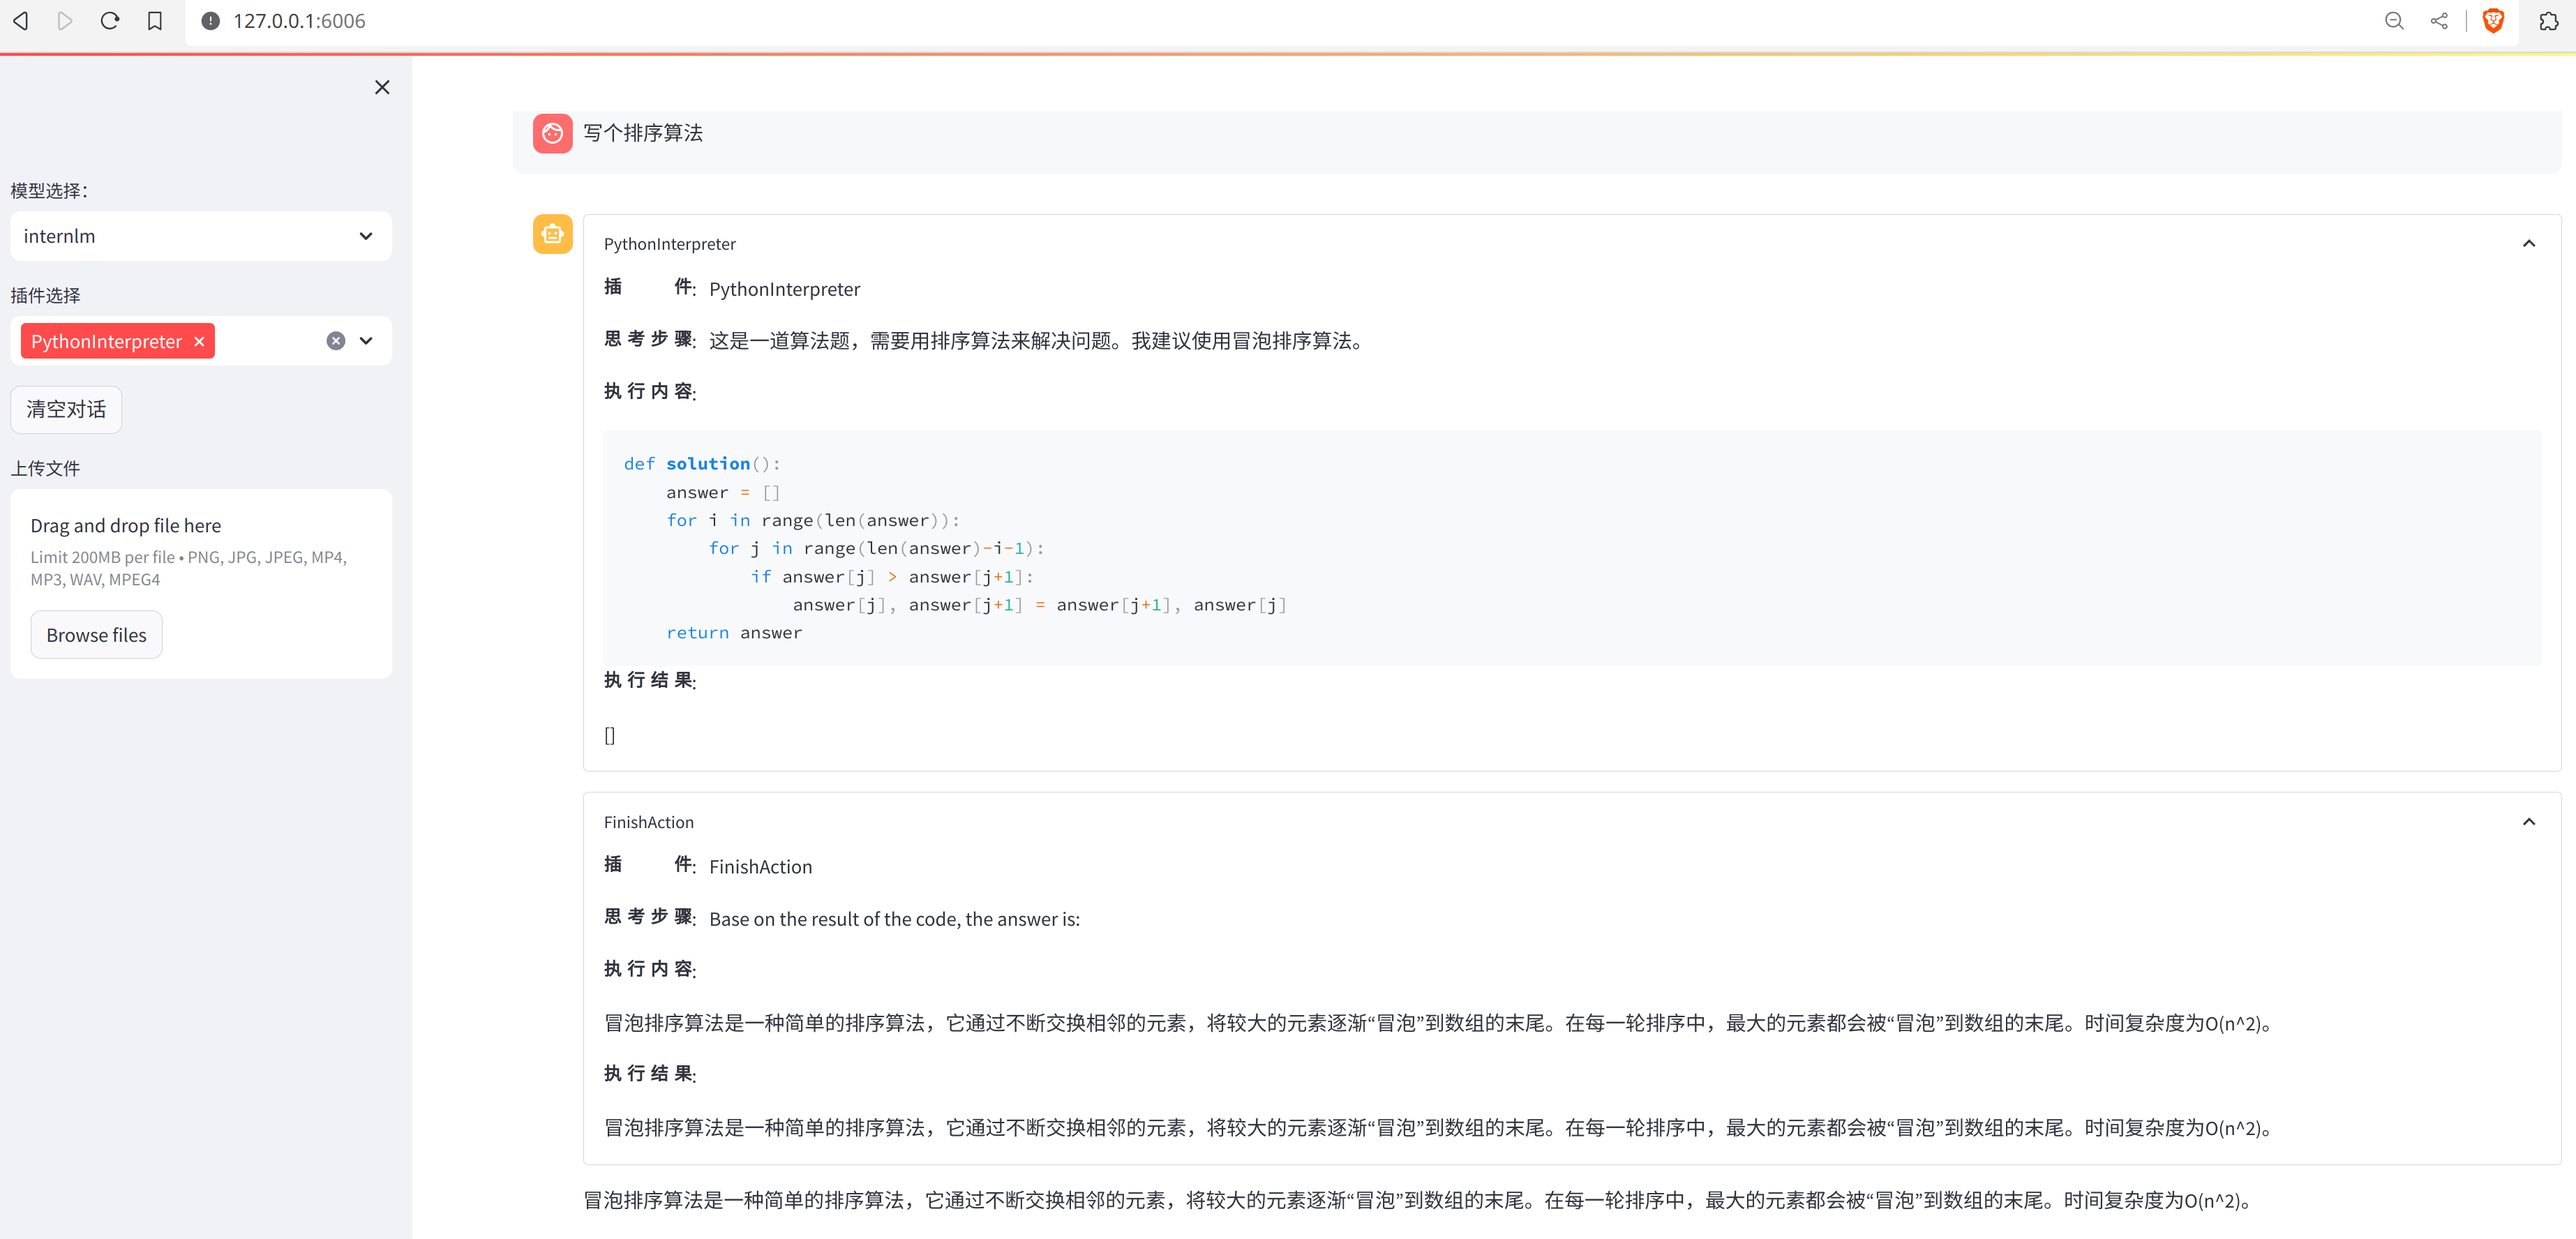 127.0.0.1:6006
模型选择：
internlm
插件选择
PythonInterpreter
清空对话
上传文件
Drag and drop file here
Limit 200MB per file • PNG, JPG, JPEG, MP4,
MP3, WAV, MPEG4
Browse files
写个排序算法
PythonInterpreter
插 件: PythonInterpreter
思 考 步 骤: 这是一道算法题，需要用排序算法来解决问题。我建议使用冒泡排序算法。
执 行 内 容:
def solution():
    answer = []
    for i in range(len(answer)):
        for j in range(len(answer)-i-1):
            if answer[j] > answer[j+1]:
                answer[j], answer[j+1] = answer[j+1], answer[j]
    return answer
执 行 结 果:
[]
FinishAction
插 件: FinishAction
思 考 步 骤: Base on the result of the code, the answer is:
执 行 内 容:
冒泡排序算法是一种简单的排序算法，它通过不断交换相邻的元素，将较大的元素逐渐“冒泡”到数组的末尾。在每一轮排序中，最大的元素都会被“冒泡”到数组的末尾。时间复杂度为O(n^2)。
执 行 结 果:
冒泡排序算法是一种简单的排序算法，它通过不断交换相邻的元素，将较大的元素逐渐“冒泡”到数组的末尾。在每一轮排序中，最大的元素都会被“冒泡”到数组的末尾。时间复杂度为O(n^2)。
冒泡排序算法是一种简单的排序算法，它通过不断交换相邻的元素，将较大的元素逐渐“冒泡”到数组的末尾。在每一轮排序中，最大的元素都会被“冒泡”到数组的末尾。时间复杂度为O(n^2)。